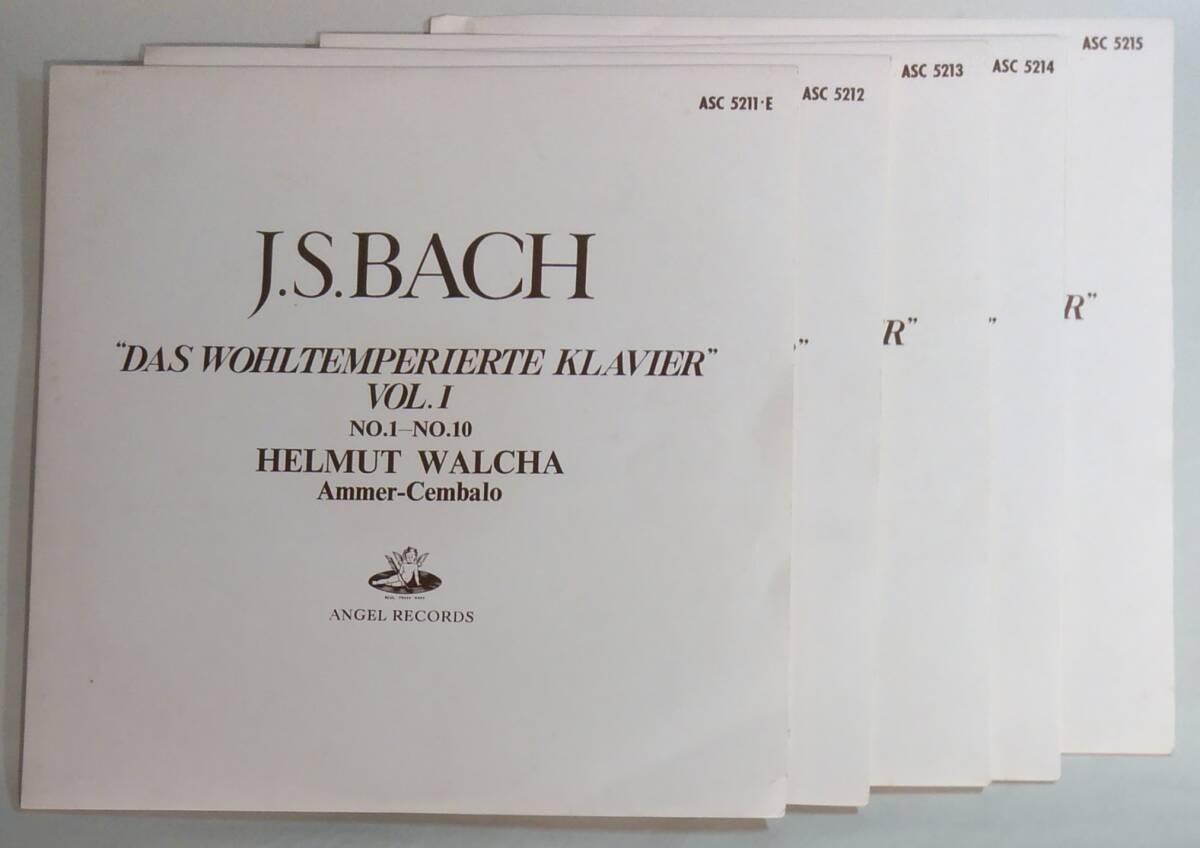 ASC 5211·E
ASC 5212
ASC 5213
ASC 5214
ASC 5215
J.S.BACH
"DAS WOHLTEMPERIERTE KLAVIER"
VOL.I
NO.1–NO.10
HELMUT WALCHA
Ammer-Cembalo
ANGEL RECORDS
"
R"
"
R"